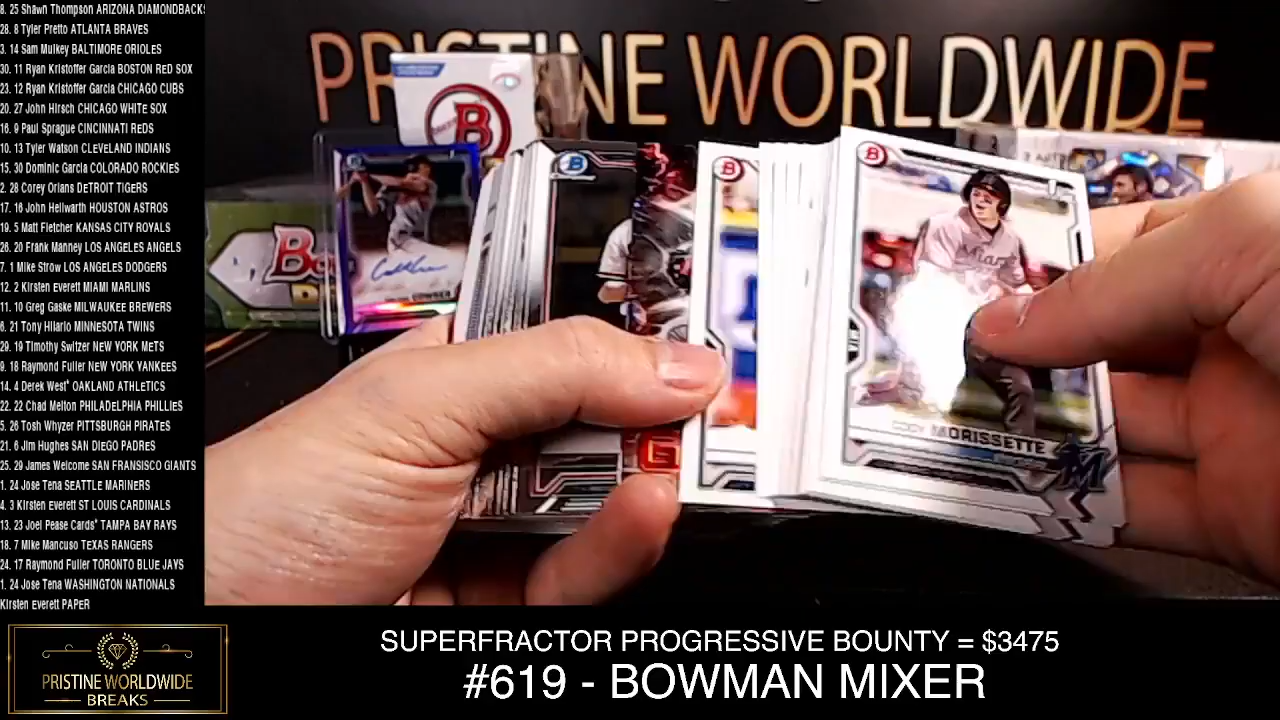 8. 25 Shawn Thompson ARIZONA DIAMONDBACKS
28. 8 Tyler Pretto ATLANTA BRAVES
3. 14 Sam Mulkey BALTIMORE ORIOLES
30. 11 Ryan Kristoffer Garcia BOSTON RED SOX
23. 12 Ryan Kristoffer Garcia CHICAGO CUBS
20. 27 John Hirsch CHICAGO WHITE SOX
16. 9 Paul Sprague CINCINNATI REDS
10. 13 Tyler Watson CLEVELAND INDIANS
15. 30 Dominic Garcia COLORADO ROCKIES
2. 28 Corey Orians DETROIT TIGERS
17. 16 John Hellwarth HOUSTON ASTROS
19. 5 Matt Fletcher KANSAS CITY ROYALS
26. 20 Frank Manney LOS ANGELES ANGELS
7. 1 Mike Strow LOS ANGELES DODGERS
12. 2 Kirsten Everett MIAMI MARLINS
11. 10 Greg Gaske MILWAUKEE BREWERS
6. 21 Tony Hilario MINNESOTA TWINS
29. 19 Timothy Switzer NEW YORK METS
9. 18 Raymond Fuller NEW YORK YANKEES
14. 4 Derek West* OAKLAND ATHLETICS
22. 22 Chad Melton PHILADELPHIA PHILLIES
5. 26 Tosh Whyzer PITTSBURGH PIRATES
21. 6 Jim Hughes SAN DIEGO PADRES
25. 29 James Welcome SAN FRANSISCO GIANTS
1. 24 Jose Tena SEATTLE MARINERS
4. 3 Kirsten Everett ST LOUIS CARDINALS
13. 23 Joel Pease Cards* TAMPA BAY RAYS
18. 7 Mike Mancuso TEXAS RANGERS
24. 17 Raymond Fuller TORONTO BLUE JAYS
1. 24 Jose Tena WASHINGTON NATIONALS
Kirsten Everett PAPER
PRISTINE WORLDWIDE
B
Miami
MORISSETTE
M
PRISTINE WORLDWIDE
BREAKS
SUPERFRACTOR PROGRESSIVE BOUNTY = $3475
#619 - BOWMAN MIXER